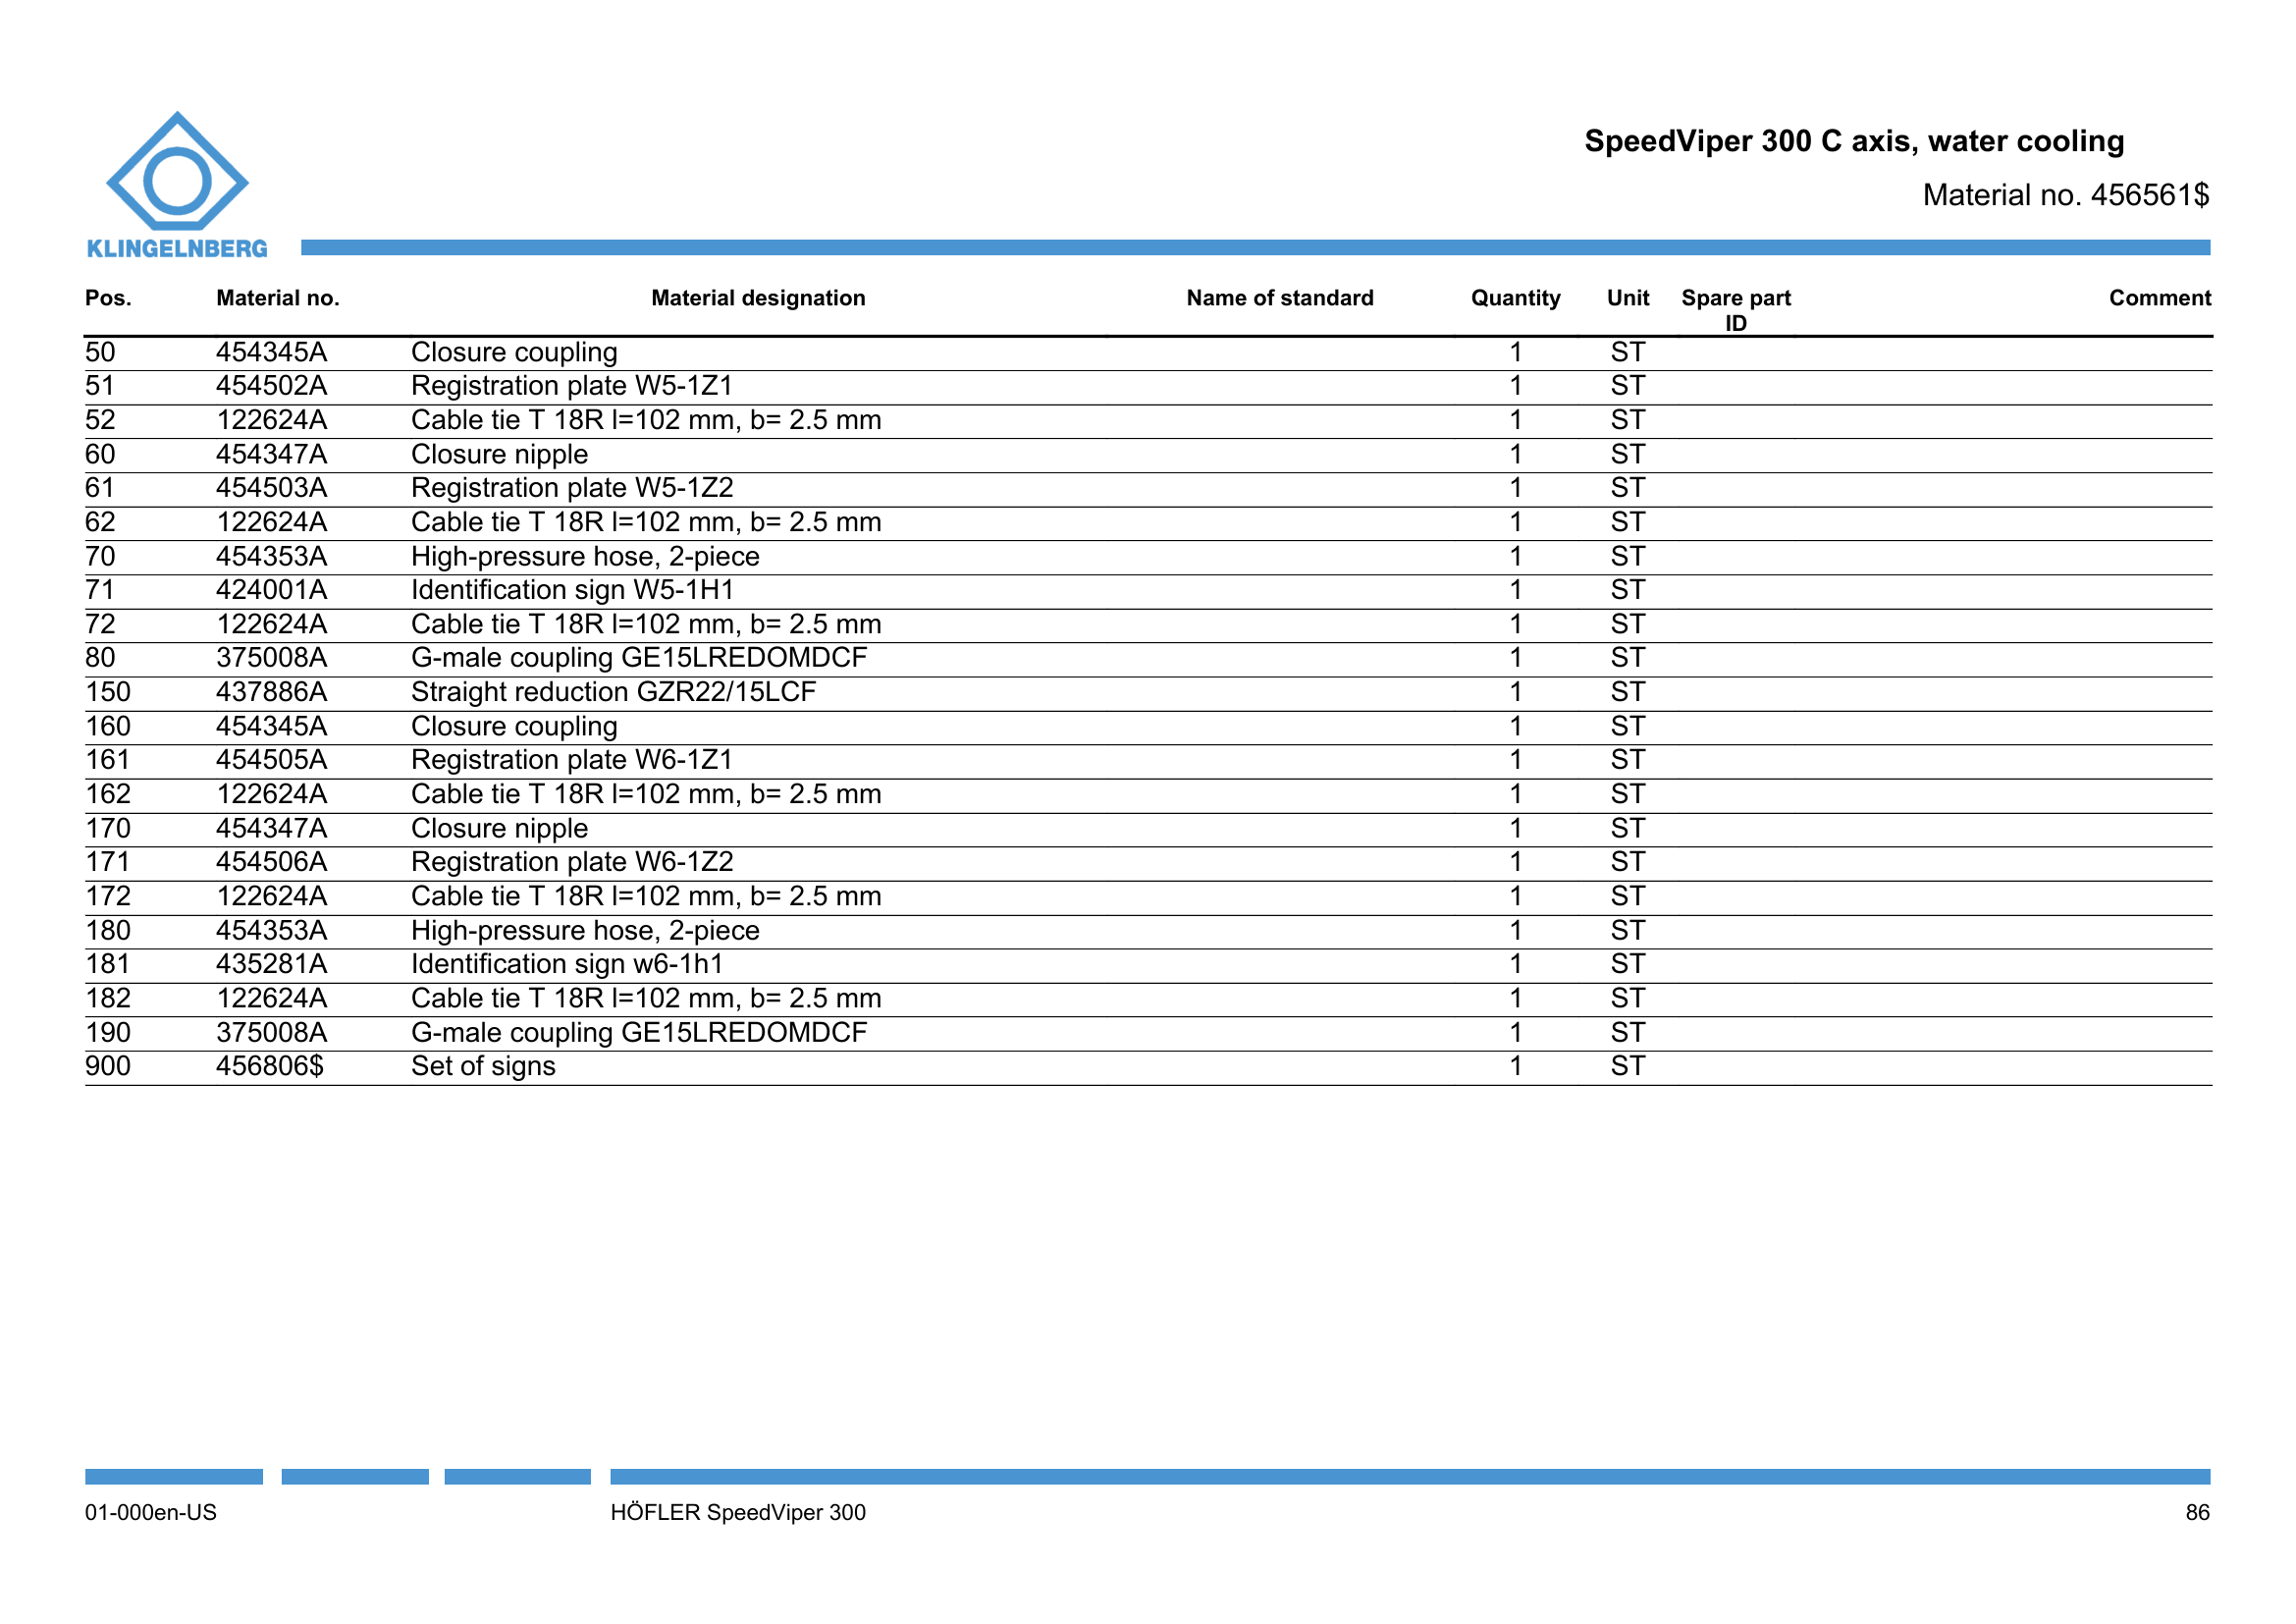 KLINGELNBERG
SpeedViper 300 C axis, water cooling
Material no. 456561$
Pos. Material no. Material designation Name of standard Quantity Unit Spare part ID Comment
50 454345A Closure coupling 1 ST
51 454502A Registration plate W5-1Z1 1 ST
52 122624A Cable tie T 18R l=102 mm, b= 2.5 mm 1 ST
60 454347A Closure nipple 1 ST
61 454503A Registration plate W5-1Z2 1 ST
62 122624A Cable tie T 18R l=102 mm, b= 2.5 mm 1 ST
70 454353A High-pressure hose, 2-piece 1 ST
71 424001A Identification sign W5-1H1 1 ST
72 122624A Cable tie T 18R l=102 mm, b= 2.5 mm 1 ST
80 375008A G-male coupling GE15LREDOMDCF 1 ST
150 437886A Straight reduction GZR22/15LCF 1 ST
160 454345A Closure coupling 1 ST
161 454505A Registration plate W6-1Z1 1 ST
162 122624A Cable tie T 18R l=102 mm, b= 2.5 mm 1 ST
170 454347A Closure nipple 1 ST
171 454506A Registration plate W6-1Z2 1 ST
172 122624A Cable tie T 18R l=102 mm, b= 2.5 mm 1 ST
180 454353A High-pressure hose, 2-piece 1 ST
181 435281A Identification sign w6-1h1 1 ST
182 122624A Cable tie T 18R l=102 mm, b= 2.5 mm 1 ST
190 375008A G-male coupling GE15LREDOMDCF 1 ST
900 456806$ Set of signs 1 ST
01-000en-US HÖFLER SpeedViper 300 86